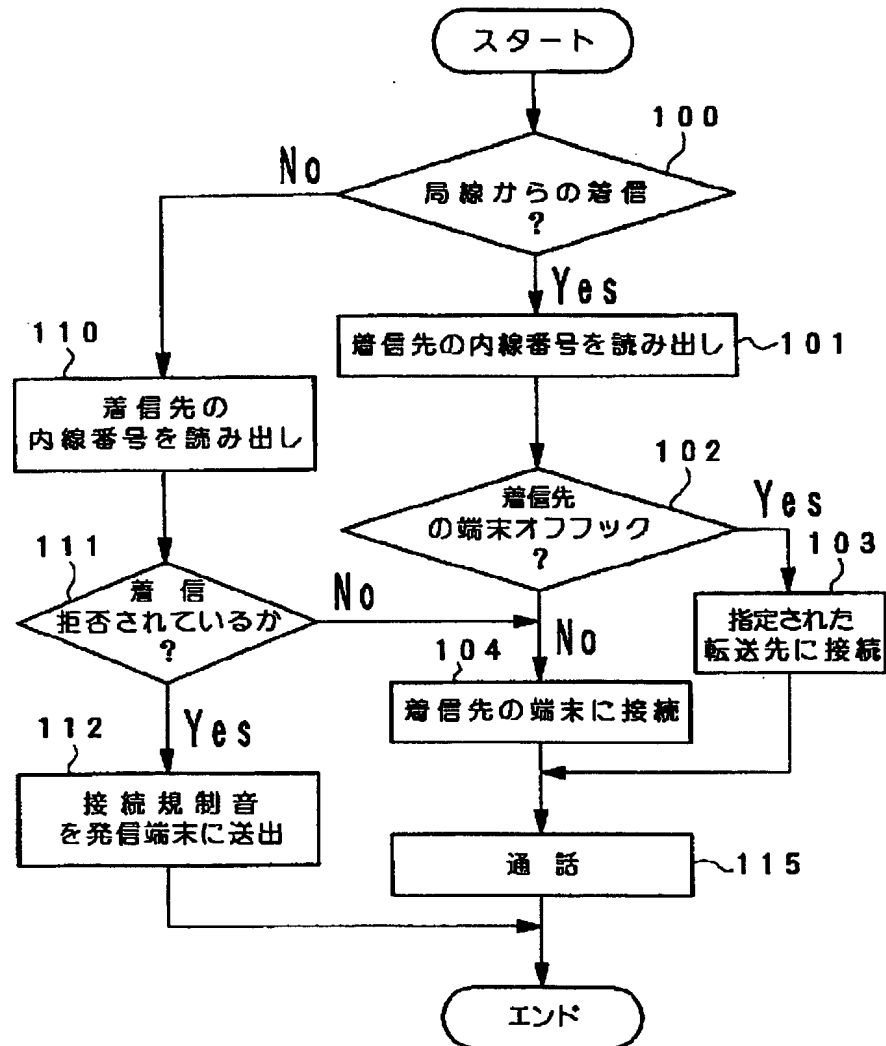 スタート
100
No
局線からの着信
?
Yes
110
着信先の内線番号を読み出し
101
着信先の
内線番号を読み出し
102
着信先
の端末オフフック
?
Yes
103
111
着信
拒否されているか
?
No
指定された
転送先に接続
No
104
着信先の端末に接続
112
Yes
接続規制音
を発信端末に送出
通話
115
エンド